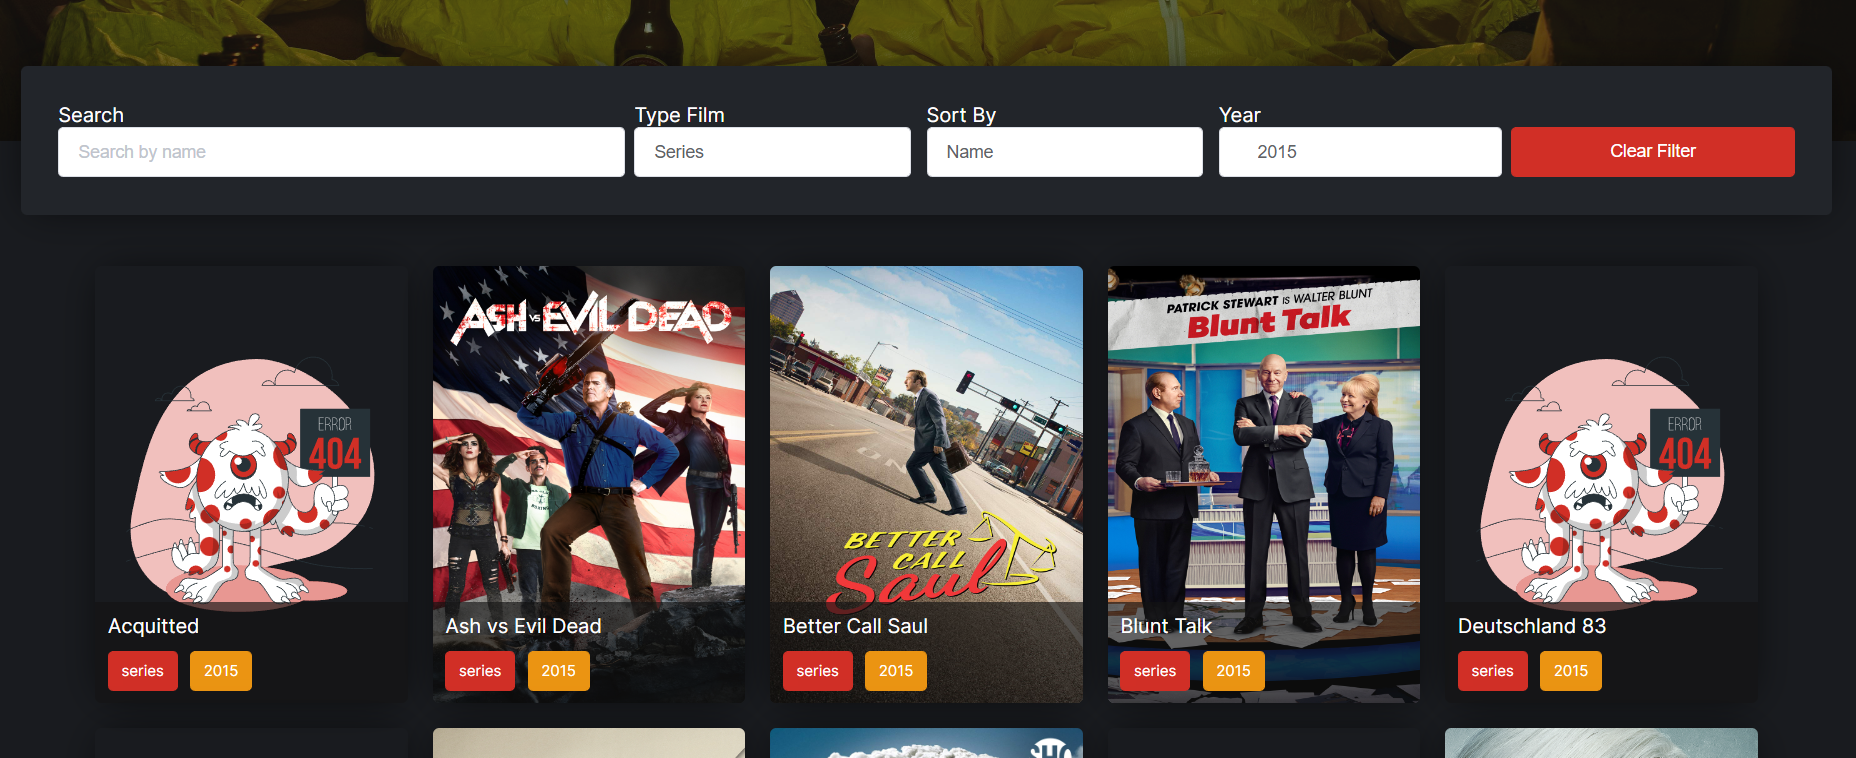 Search
Type Film
Sort By
Year
Search by name
Series
Name
2015
Clear Filter
ERROR
404
Acquitted
series
2015
ASH vs EVIL DEAD
Ash vs Evil Dead
series
2015
BETTER
CALL
Saul
Better Call Saul
series
2015
PATRICK STEWART IS WALTER BLUNT
Blunt Talk
Blunt Talk
series
2015
ERROR
404
Deutschland 83
series
2015